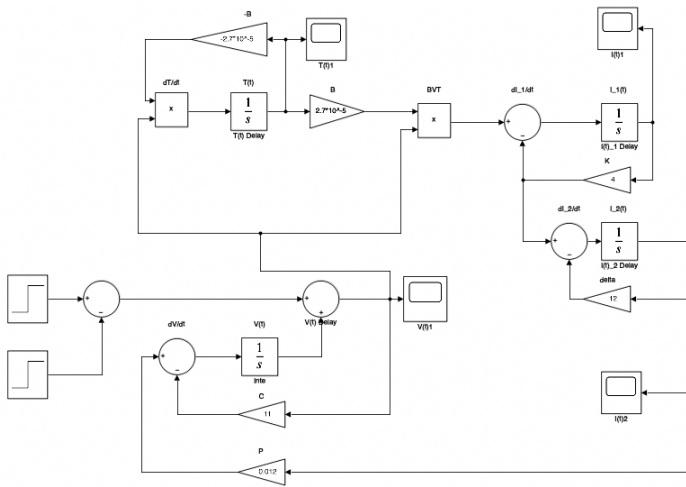 -B
-2.7*10^-5
T(t)1
dT/dt
T(t)
B
BVT
x
1
s
2.7*10^-5
x
T(t) Delay
dI_1/dt
I_1(t)
I(t)1
1
s
I(t)_1 Delay
K
4
dI_2/dt
I_2(t)
1
s
I(t)_2 Delay
delta
12
V(t) Delay
V(t)1
dV/dt
V(t)
1
s
Inte
C
11
I(t)2
P
0.012